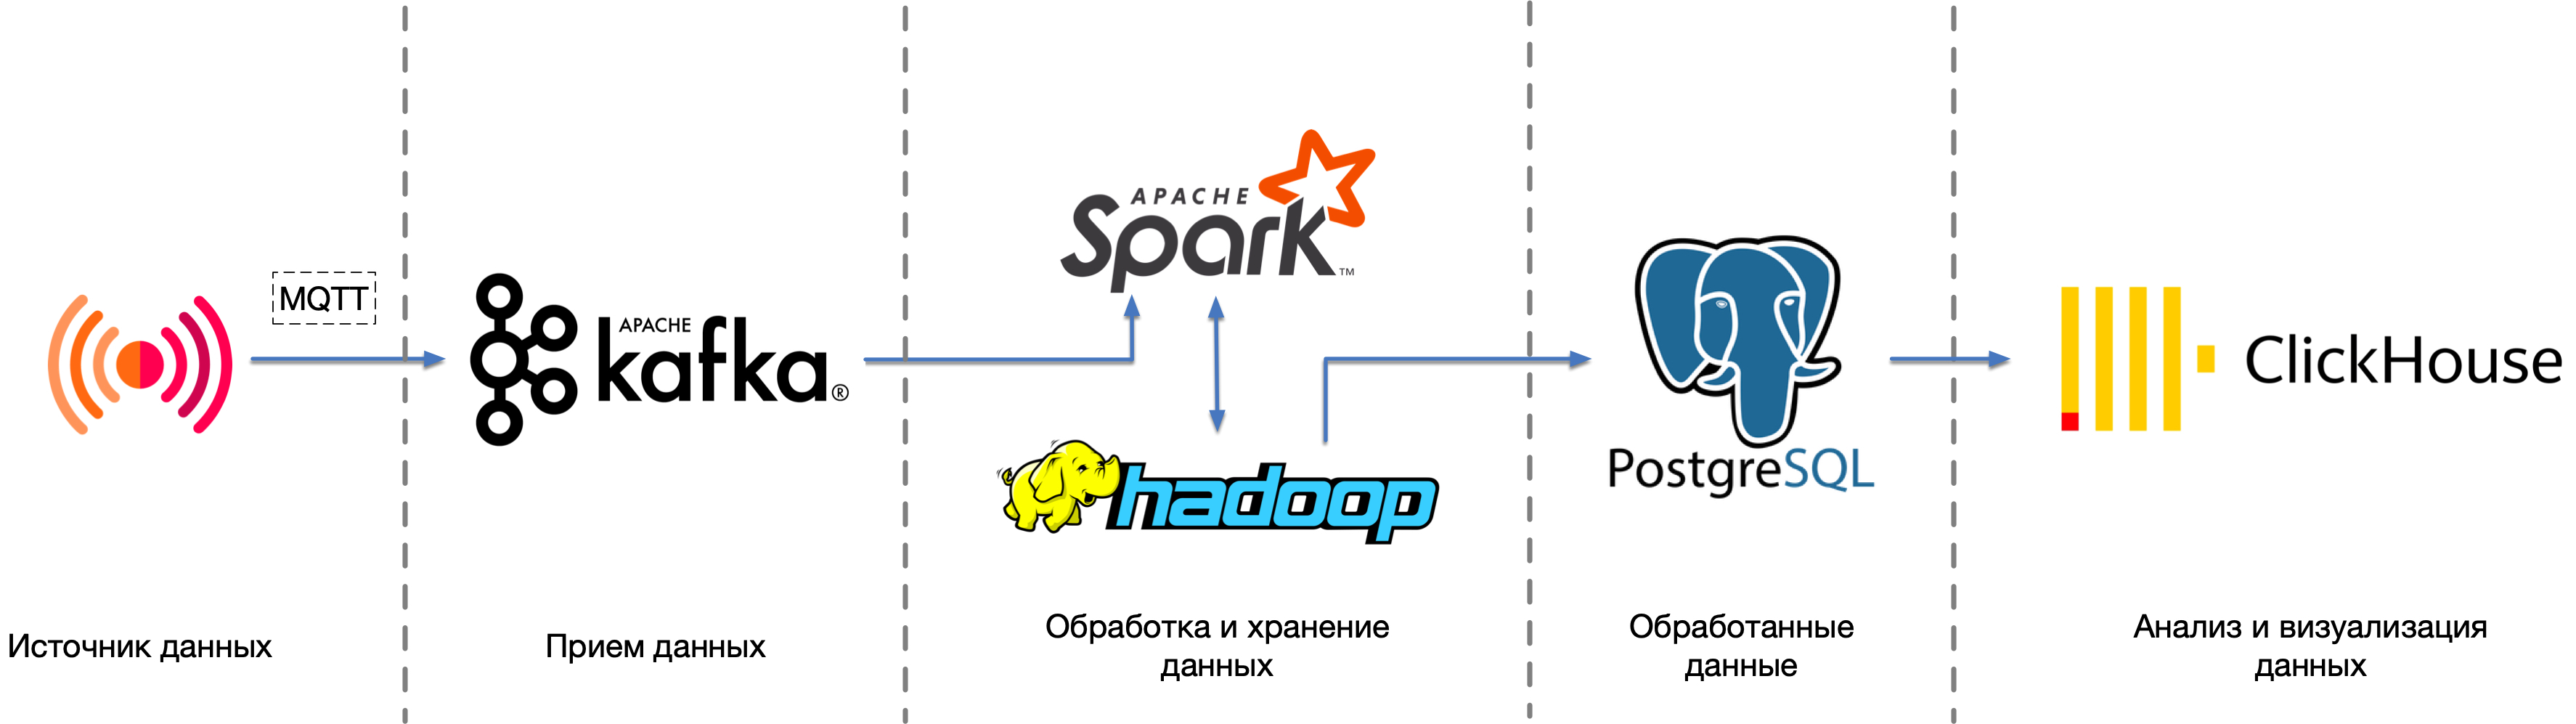 MQTT
APACHE
kafka®
APACHE
Spark™
hadoop
PostgreSQL
ClickHouse
Источник данных
Прием данных
Обработка и хранение
данных
Обработанные
данные
Анализ и визуализация
данных